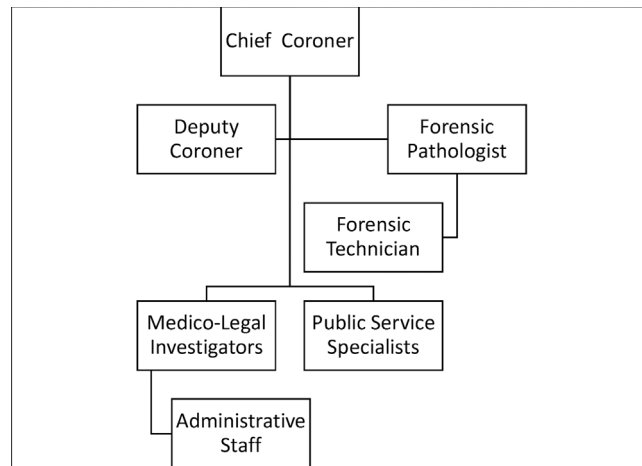 Chief Coroner
Deputy
Coroner
Forensic
Pathologist
Forensic
Technician
Medico-Legal
Investigators
Public Service
Specialists
Administrative
Staff